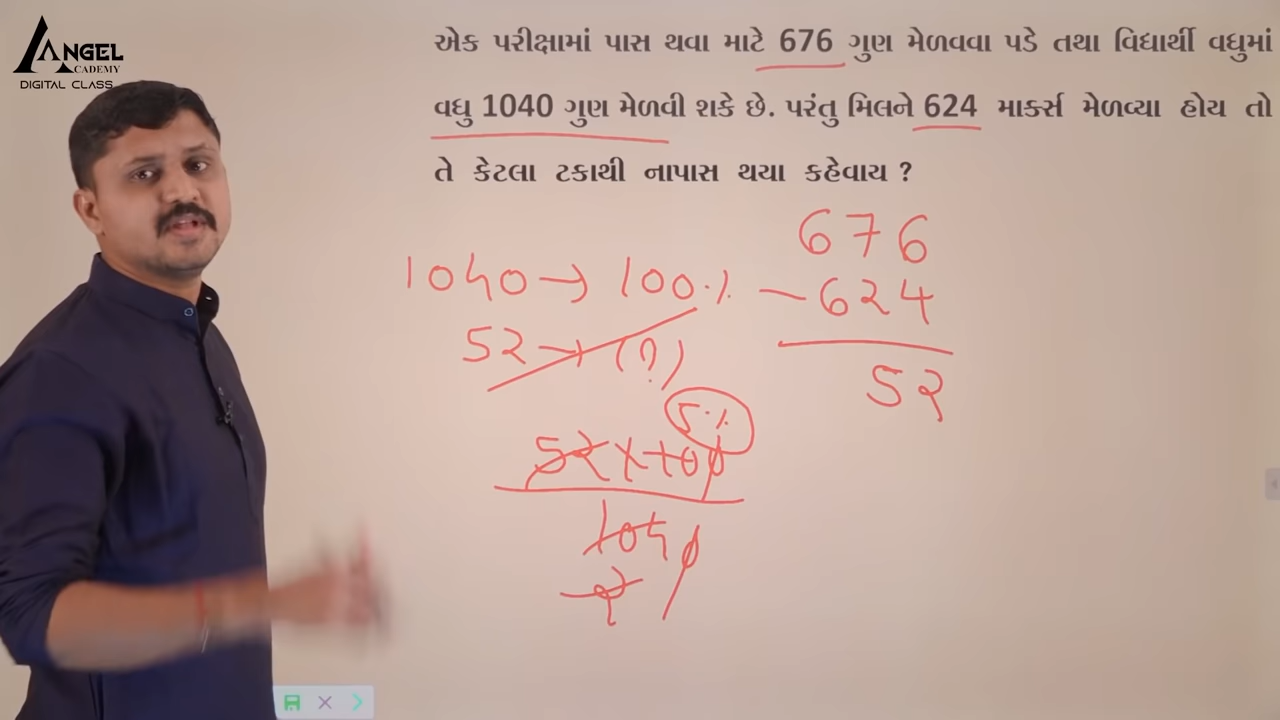 ANGEL
ACADEMY
DIGITAL CLASS
એક પરીક્ષામાં પાસ થવા માટે 676 ગુણ મેળવવા પડે તથા વિદ્યાર્થી વધુમાં
વધુ 1040 ગુણ મેળવી શકે છે. પરંતુ મિલને 624 માર્ક્સ મેળવ્યા હોય તો
તે કેટલા ટકાથી નાપાસ થયા કહેવાય ?
676
1040 → 100.% − 624
52 → (?)
52
5%
52 x 100
1040
2